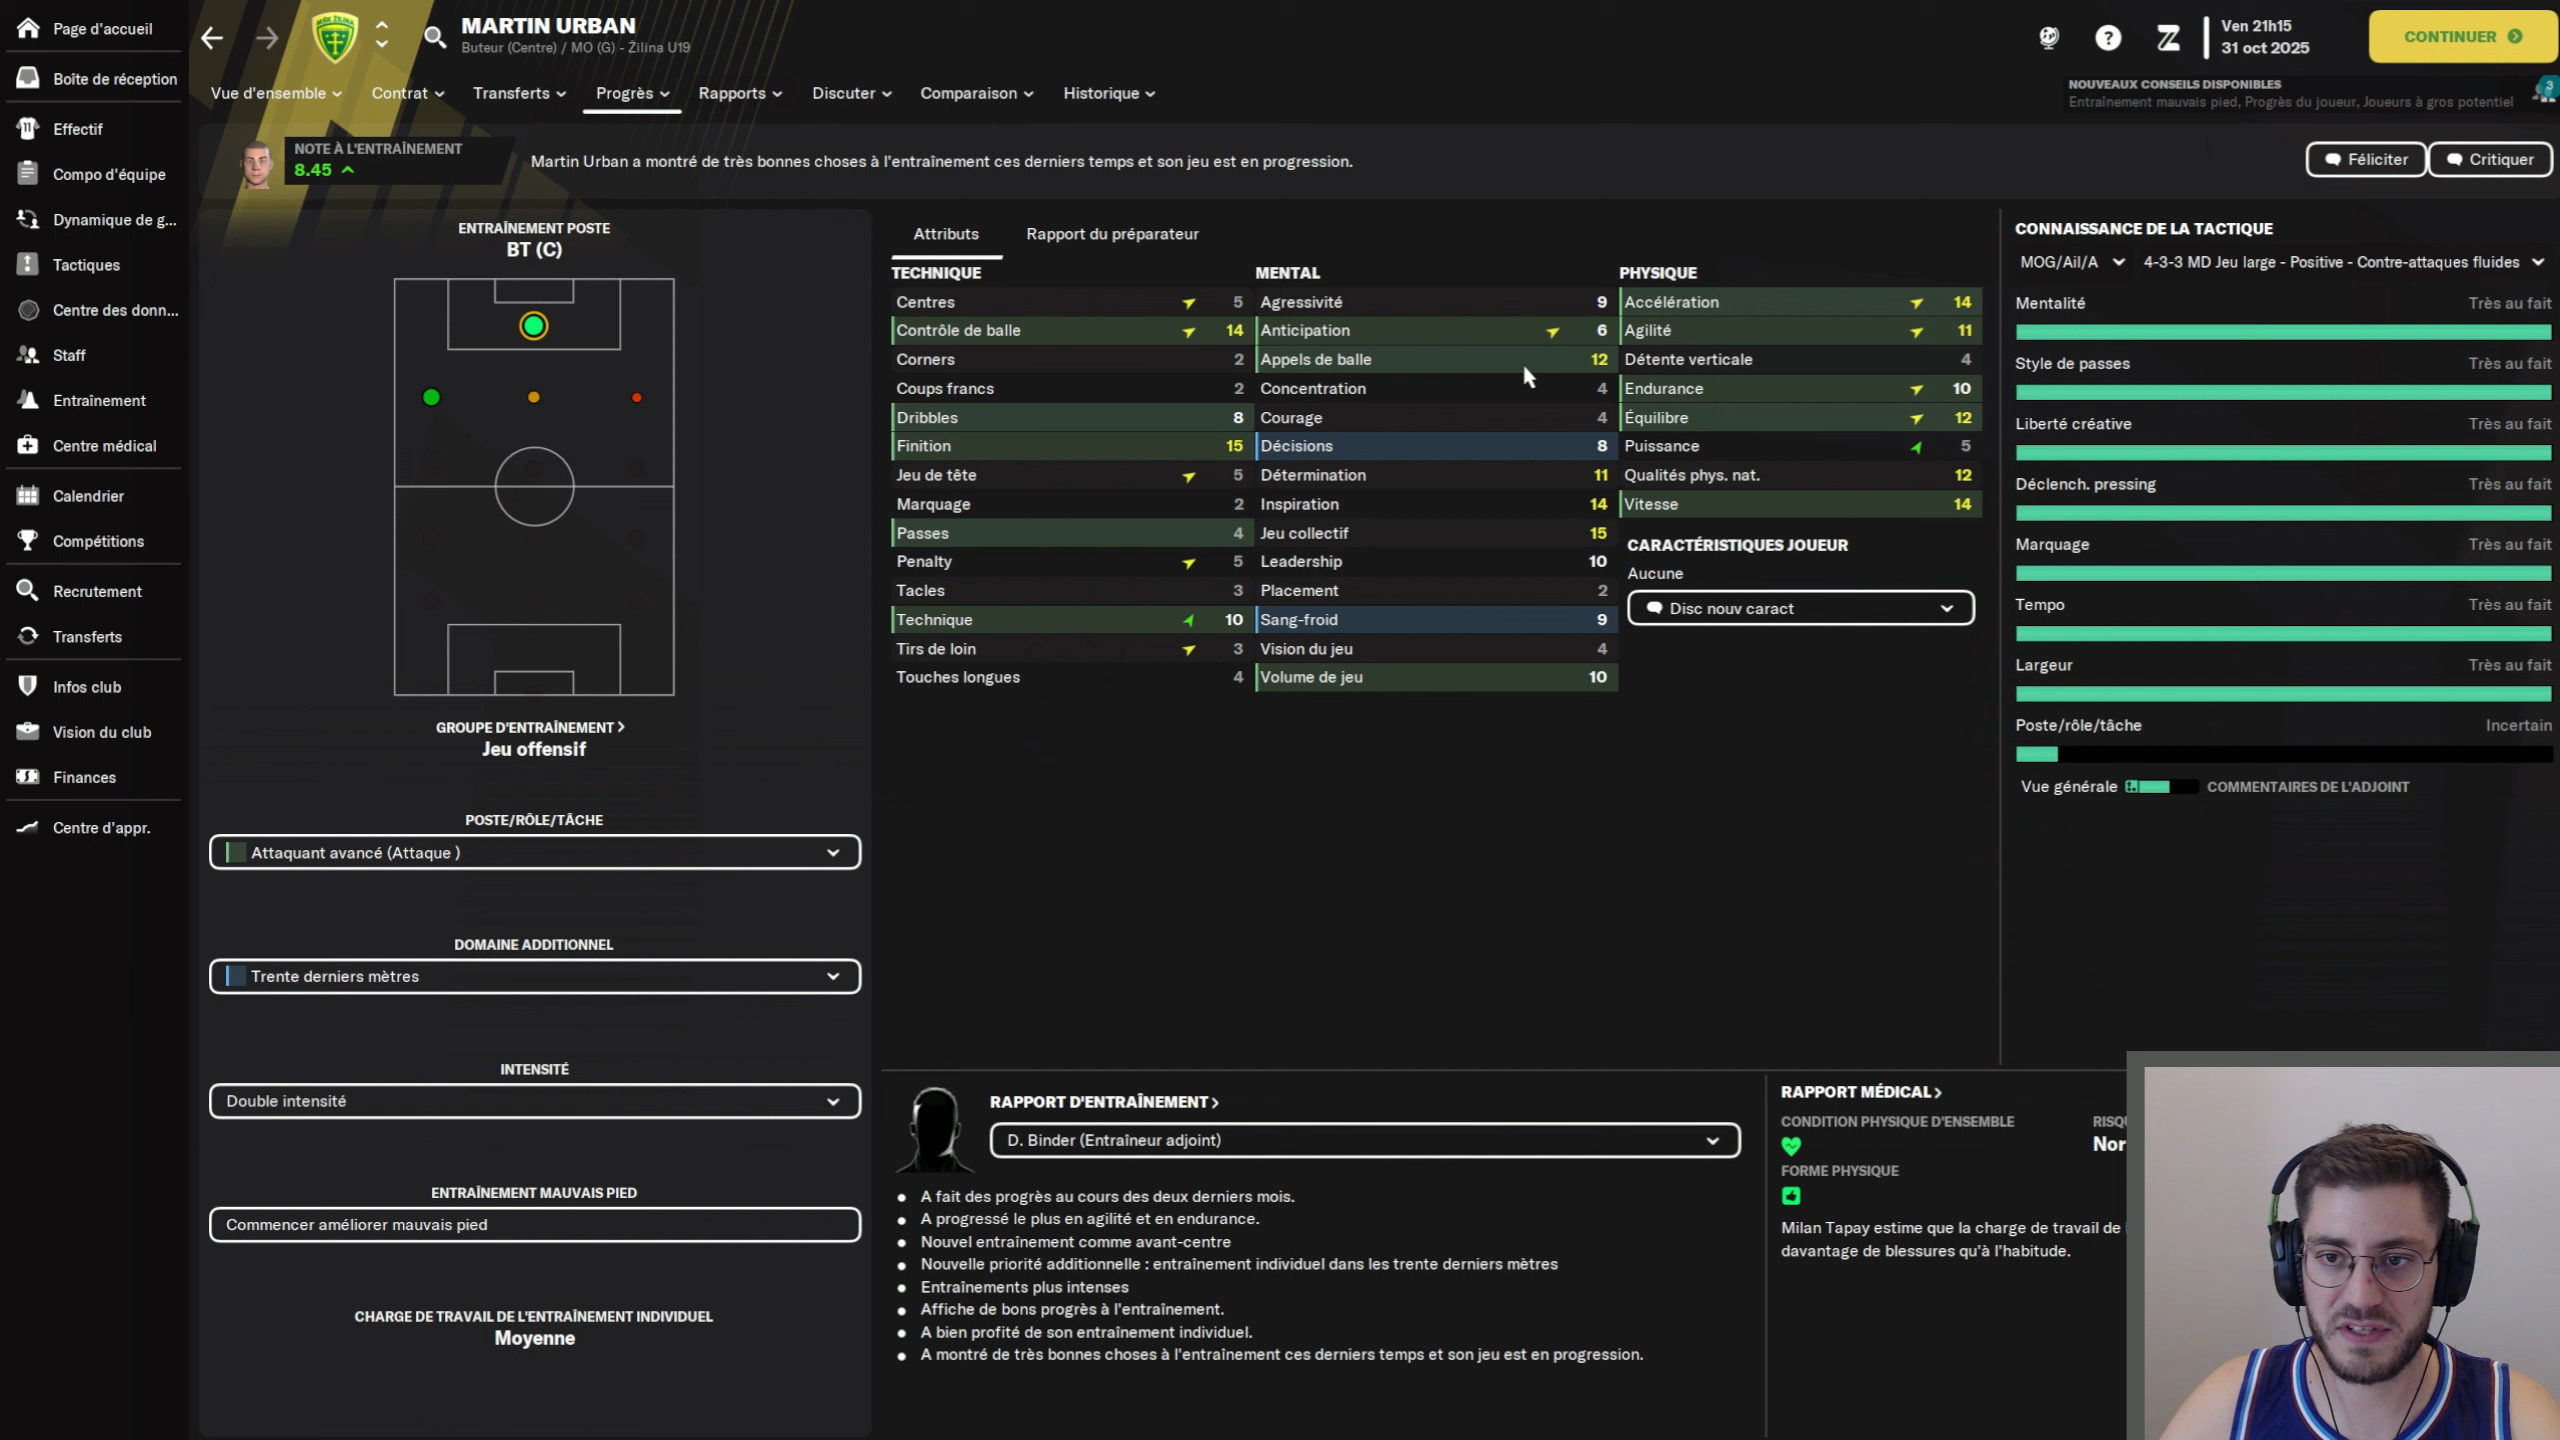 Page d'accueil
Boîte de réception
Effectif
Compo d'équipe
Dynamique de g...
Tactiques
Centre des donn...
Staff
Entraînement
Centre médical
Calendrier
Compétitions
Recrutement
Transferts
Infos club
Vision du club
Finances
Centre d'appr.
MŠK ŽILINA
MARTIN URBAN
Buteur (Centre) / MO (G) - Žilina U19
Ven 21h15
31 oct 2025
CONTINUER
Vue d'ensemble
Contrat
Transferts
Progrès
Rapports
Discuter
Comparaison
Historique
NOUVEAUX CONSEILS DISPONIBLES
Entraînement mauvais pied, Progrès du joueur, Joueurs à gros potentiel
3
NOTE À L'ENTRAÎNEMENT
8.45
Martin Urban a montré de très bonnes choses à l'entraînement ces derniers temps et son jeu est en progression.
Féliciter
Critiquer
ENTRAÎNEMENT POSTE
BT (C)
GROUPE D'ENTRAÎNEMENT
Jeu offensif
POSTE/RÔLE/TÂCHE
Attaquant avancé (Attaque )
DOMAINE ADDITIONNEL
Trente derniers mètres
INTENSITÉ
Double intensité
ENTRAÎNEMENT MAUVAIS PIED
Commencer améliorer mauvais pied
CHARGE DE TRAVAIL DE L'ENTRAÎNEMENT INDIVIDUEL
Moyenne
Attributs
Rapport du préparateur
TECHNIQUE
Centres 5
Contrôle de balle 14
Corners 2
Coups francs 2
Dribbles 8
Finition 15
Jeu de tête 5
Marquage 2
Passes 4
Penalty 5
Tacles 3
Technique 10
Tirs de loin 3
Touches longues 4
MENTAL
Agressivité 9
Anticipation 6
Appels de balle 12
Concentration 4
Courage 4
Décisions 8
Détermination 11
Inspiration 14
Jeu collectif 15
Leadership 10
Placement 2
Sang-froid 9
Vision du jeu 4
Volume de jeu 10
PHYSIQUE
Accélération 14
Agilité 11
Détente verticale 4
Endurance 10
Équilibre 12
Puissance 5
Qualités phys. nat. 12
Vitesse 14
CARACTÉRISTIQUES JOUEUR
Aucune
Disc nouv caract
CONNAISSANCE DE LA TACTIQUE
MOG/Ail/A
4-3-3 MD Jeu large - Positive - Contre-attaques fluides
Mentalité Très au fait
Style de passes Très au fait
Liberté créative Très au fait
Déclench. pressing Très au fait
Marquage Très au fait
Tempo Très au fait
Largeur Très au fait
Poste/rôle/tâche Incertain
Vue générale
COMMENTAIRES DE L'ADJOINT
RAPPORT D'ENTRAÎNEMENT
D. Binder (Entraîneur adjoint)
A fait des progrès au cours des deux derniers mois.
A progressé le plus en agilité et en endurance.
Nouvel entraînement comme avant-centre
Nouvelle priorité additionnelle : entraînement individuel dans les trente derniers mètres
Entraînements plus intenses
Affiche de bons progrès à l'entraînement.
A bien profité de son entraînement individuel.
A montré de très bonnes choses à l'entraînement ces derniers temps et son jeu est en progression.
RAPPORT MÉDICAL
CONDITION PHYSIQUE D'ENSEMBLE
FORME PHYSIQUE
Milan Tapay estime que la charge de travail de
davantage de blessures qu'à l'habitude.